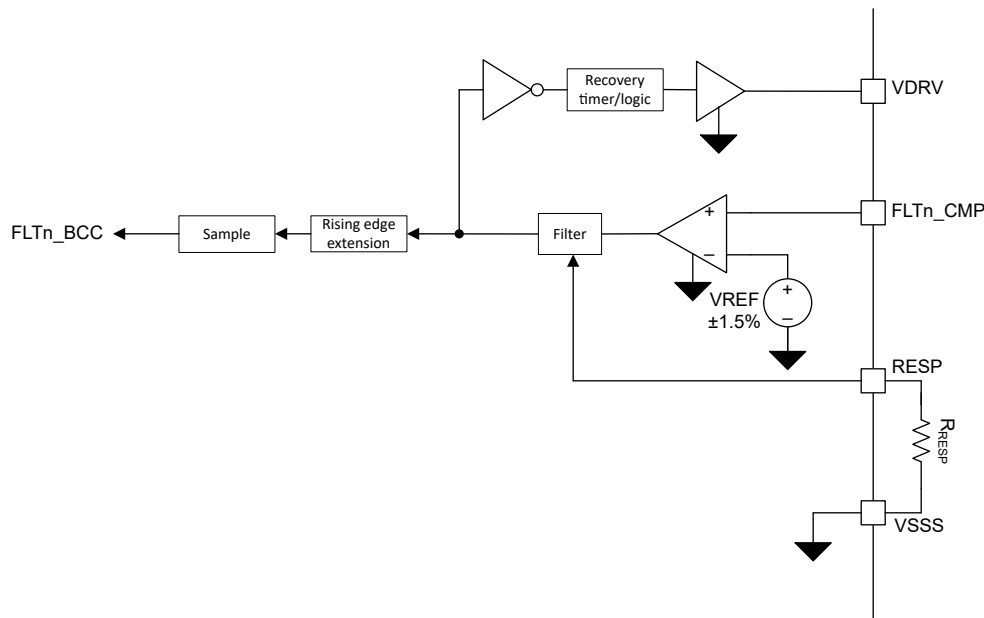 Recovery
timer/logic
VDRV
FLTn_CMP
+
FLTn_BCC
Sample
Rising edge
extension
Filter
–
VREF
±1.5%
+
–
RESP
RRESP
VSSS